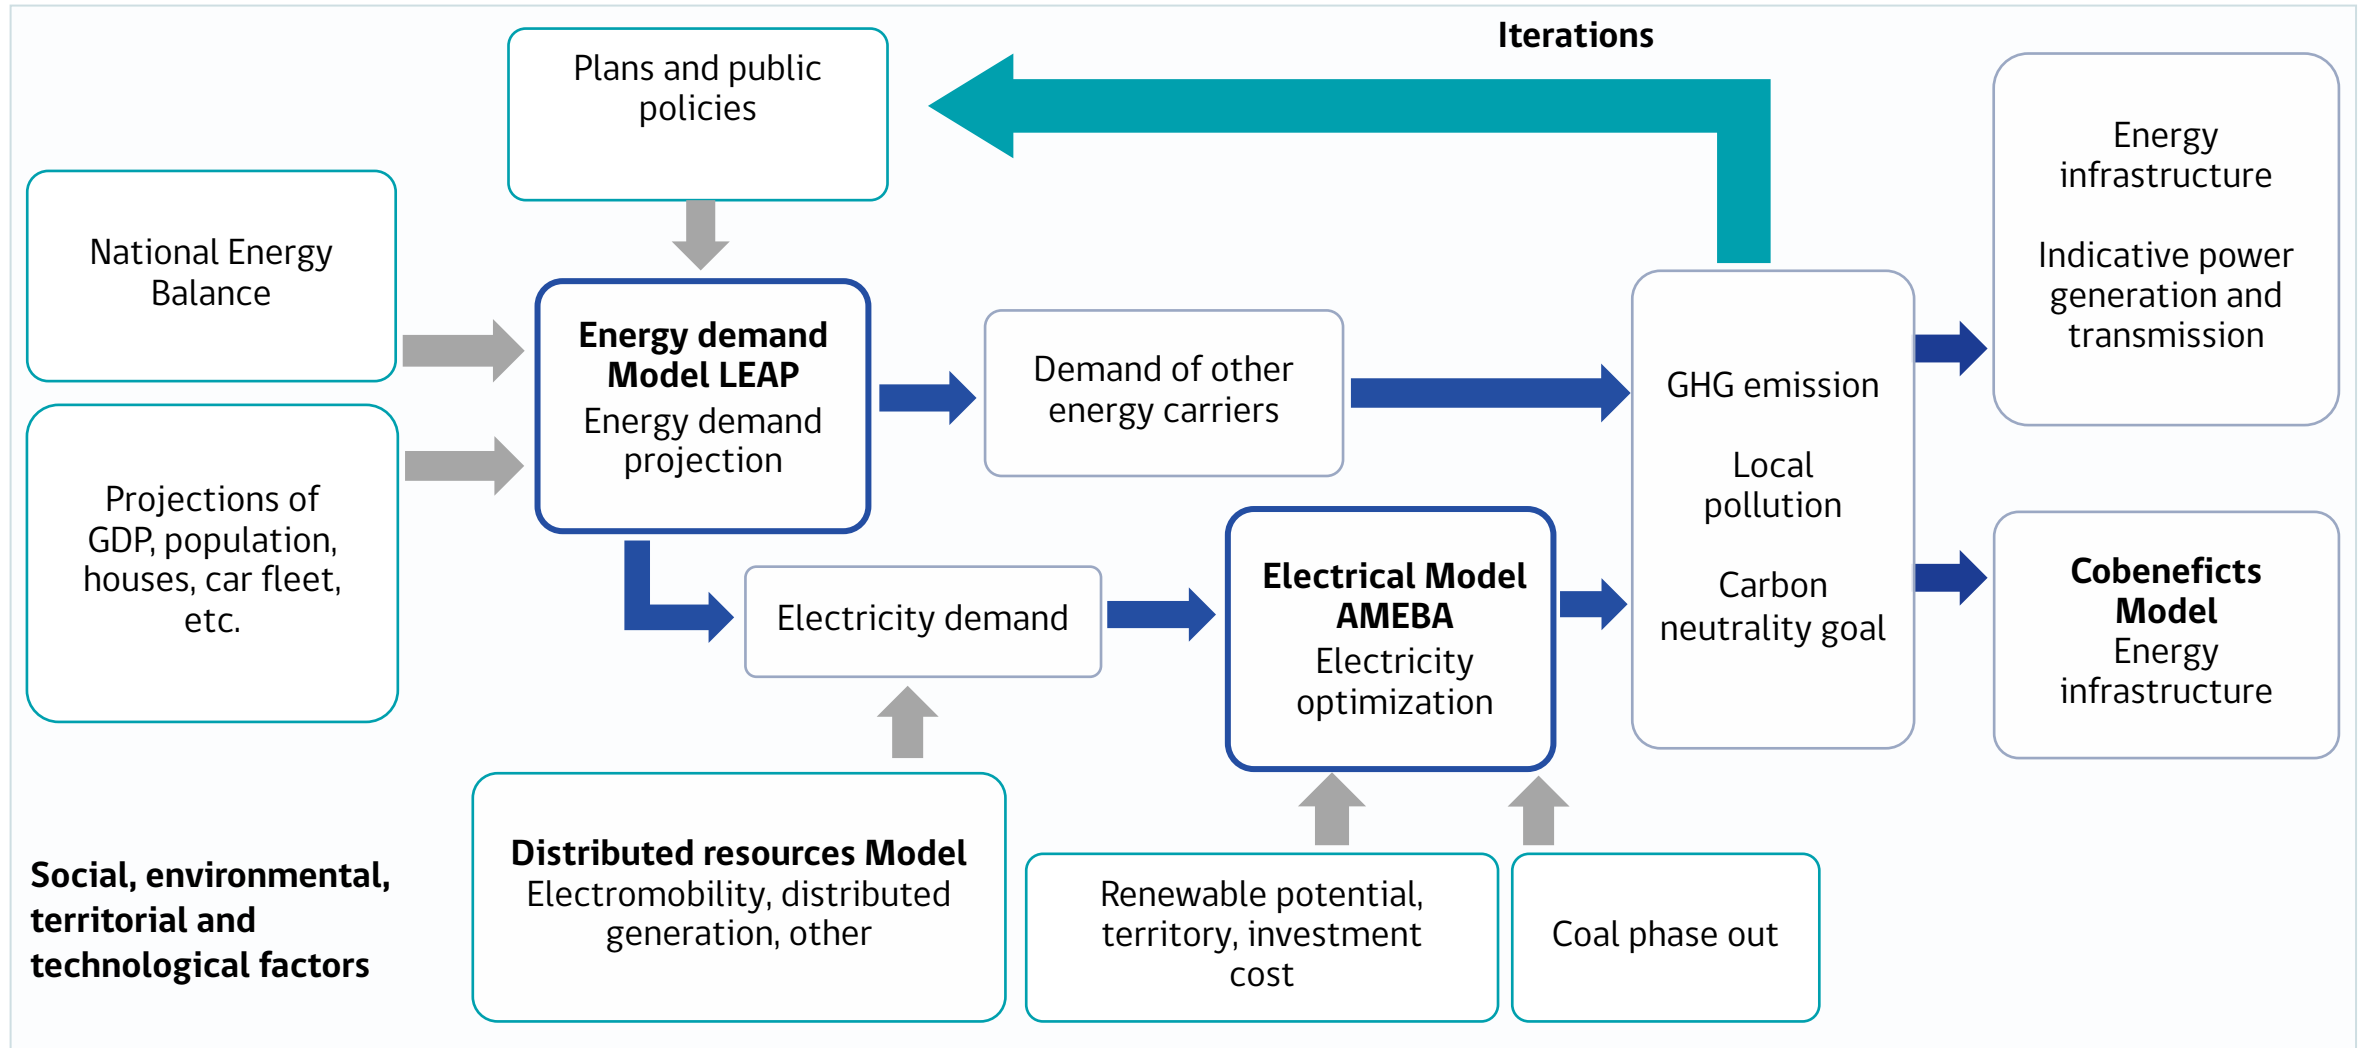 Iterations
Plans and public
policies
Energy
infrastructure
Indicative power
generation and
transmission
National Energy
Balance
Energy demand
Model LEAP
Energy demand
projection
Demand of other
energy carriers
GHG emission
Local
pollution
Carbon
neutrality goal
Projections of
GDP, population,
houses, car fleet,
etc.
Electricity demand
Electrical Model
AMEBA
Electricity
optimization
Cobeneficts
Model
Energy
infrastructure
Social, environmental,
territorial and
technological factors
Distributed resources Model
Electromobility, distributed
generation, other
Renewable potential,
territory, investment
cost
Coal phase out